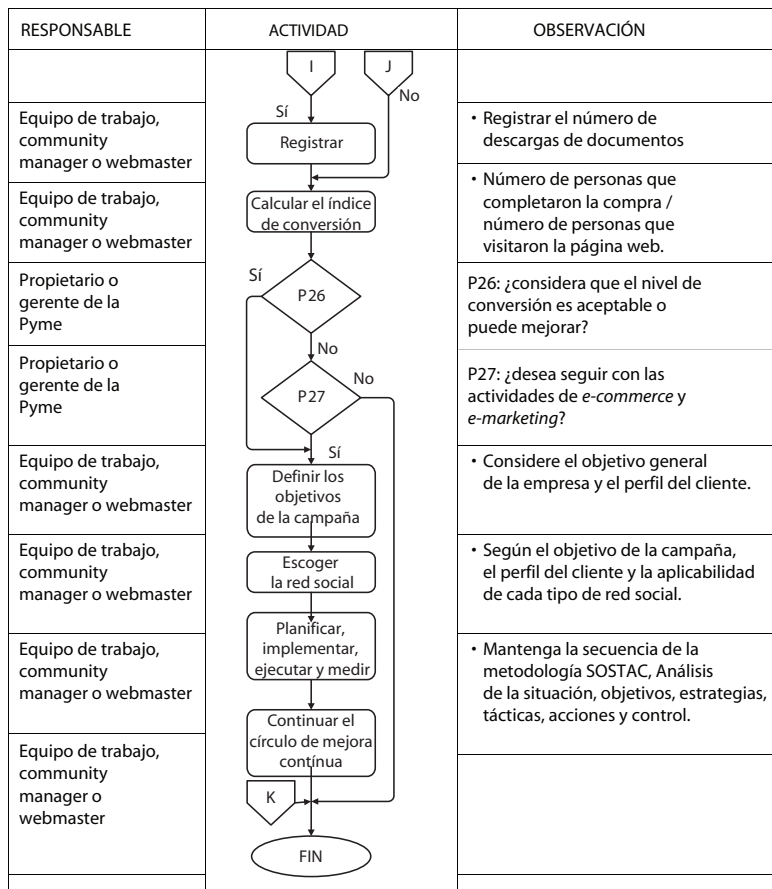 RESPONSABLE
ACTIVIDAD
OBSERVACIÓN
I
J
Sí
No
Equipo de trabajo,
community
manager o webmaster
Registrar
• Registrar el número de
descargas de documentos
Equipo de trabajo,
community
manager o webmaster
Calcular el índice
de conversión
• Número de personas que
completaron la compra /
número de personas que
visitaron la página web.
Propietario o
gerente de la
Pyme
Sí
P26
No
P26: ¿considera que el nivel de
conversión es aceptable o
puede mejorar?
Propietario o
gerente de la
Pyme
P27
No
Sí
P27: ¿desea seguir con las
actividades de e-commerce y
e-marketing?
Equipo de trabajo,
community
manager o webmaster
Definir los
objetivos
de la campaña
• Considere el objetivo general
de la empresa y el perfil del cliente.
Equipo de trabajo,
community
manager o webmaster
Escoger
la red social
• Según el objetivo de la campaña,
el perfil del cliente y la aplicabilidad
de cada tipo de red social.
Equipo de trabajo,
community
manager o webmaster
Planificar,
implementar,
ejecutar y medir
• Mantenga la secuencia de la
metodología SOSTAC, Análisis
de la situación, objetivos, estrategias,
tácticas, acciones y control.
Equipo de trabajo,
community
manager o
webmaster
Continuar el
círculo de mejora
contínua
K
FIN